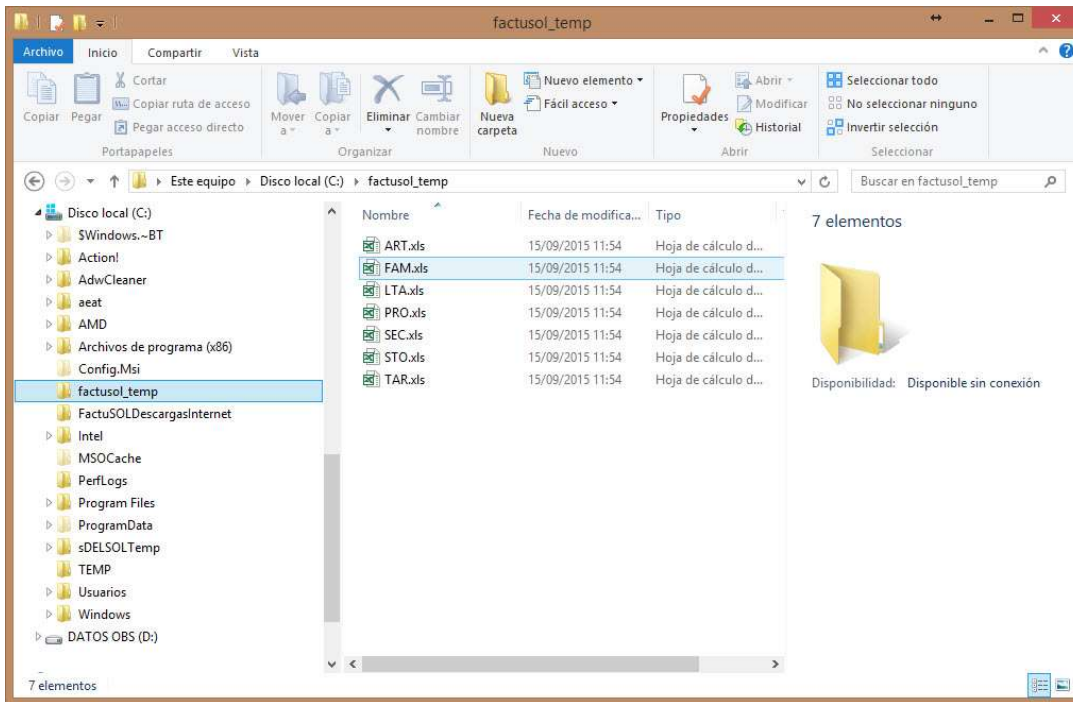 factusol_temp
Archivo Inicio Compartir Vista
Copiar
Pegar
Cortar
Copiar ruta de acceso
Pegar acceso directo
Portapapeles
Mover a
Copiar a
Eliminar
Cambiar nombre
Organizar
Nueva carpeta
Nuevo elemento
Fácil acceso
Nuevo
Propiedades
Abrir
Modificar
Historial
Abrir
Seleccionar todo
No seleccionar ninguno
Invertir selección
Seleccionar
Este equipo Disco local (C:) factusol_temp
Buscar en factusol_temp
Disco local (C:)
$Windows.~BT
Action!
AdwCleaner
aeat
AMD
Archivos de programa (x86)
Config.Msi
factusol_temp
FactuSOLDescargasInternet
Intel
MSOCache
PerfLogs
Program Files
ProgramData
sDELSOLTemp
TEMP
Usuarios
Windows
DATOS OBS (D:)
Nombre Fecha de modifica... Tipo
ART.xls 15/09/2015 11:54 Hoja de cálculo d...
FAM.xls 15/09/2015 11:54 Hoja de cálculo d...
LTA.xls 15/09/2015 11:54 Hoja de cálculo d...
PRO.xls 15/09/2015 11:54 Hoja de cálculo d...
SEC.xls 15/09/2015 11:54 Hoja de cálculo d...
STO.xls 15/09/2015 11:54 Hoja de cálculo d...
TAR.xls 15/09/2015 11:54 Hoja de cálculo d...
7 elementos
Disponibilidad: Disponible sin conexión
7 elementos